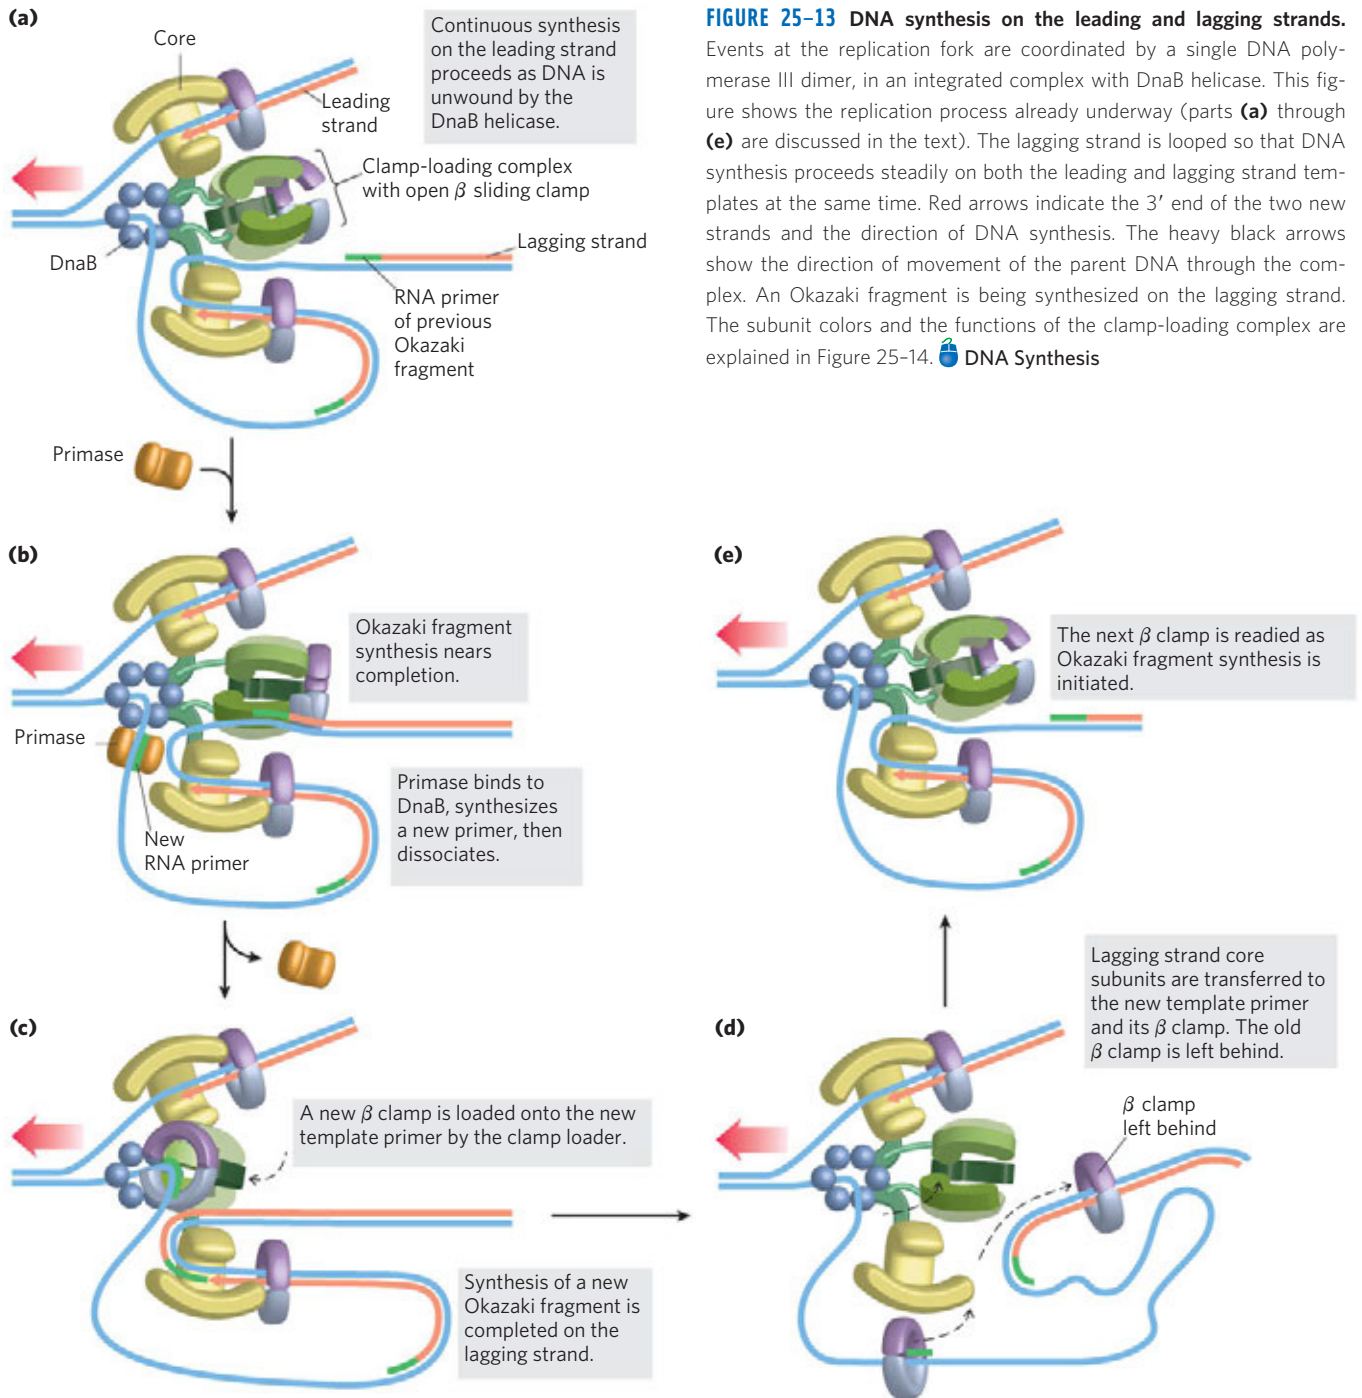 (a)
Core
Leading
strand
Continuous synthesis
on the leading strand
proceeds as DNA is
unwound by the
DnaB helicase.
Clamp-loading complex
with open β sliding clamp
DnaB
Lagging strand
RNA primer
of previous
Okazaki
fragment
FIGURE 25–13 DNA synthesis on the leading and lagging strands.
Events at the replication fork are coordinated by a single DNA poly-
merase III dimer, in an integrated complex with DnaB helicase. This fig-
ure shows the replication process already underway (parts (a) through
(e) are discussed in the text). The lagging strand is looped so that DNA
synthesis proceeds steadily on both the leading and lagging strand tem-
plates at the same time. Red arrows indicate the 3′ end of the two new
strands and the direction of DNA synthesis. The heavy black arrows
show the direction of movement of the parent DNA through the com-
plex. An Okazaki fragment is being synthesized on the lagging strand.
The subunit colors and the functions of the clamp-loading complex are
explained in Figure 25–14. DNA Synthesis
Primase
(b)
Okazaki fragment
synthesis nears
completion.
Primase
New
RNA primer
Primase binds to
DnaB, synthesizes
a new primer, then
dissociates.
(c)
A new β clamp is loaded onto the new
template primer by the clamp loader.
Synthesis of a new
Okazaki fragment is
completed on the
lagging strand.
(d)
Lagging strand core
subunits are transferred to
the new template primer
and its β clamp. The old
β clamp is left behind.
β clamp
left behind
(e)
The next β clamp is readied as
Okazaki fragment synthesis is
initiated.